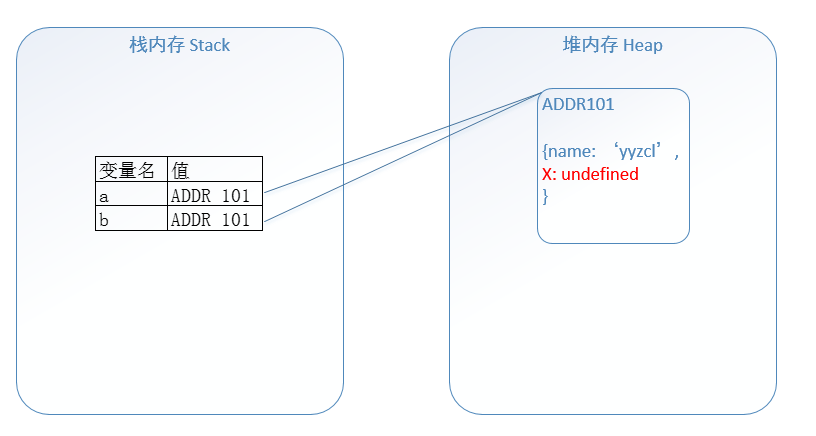 栈内存 Stack
堆内存 Heap
变量名 值
a ADDR 101
b ADDR 101
ADDR101
{name: ‘yyzcl’,
X: undefined
}